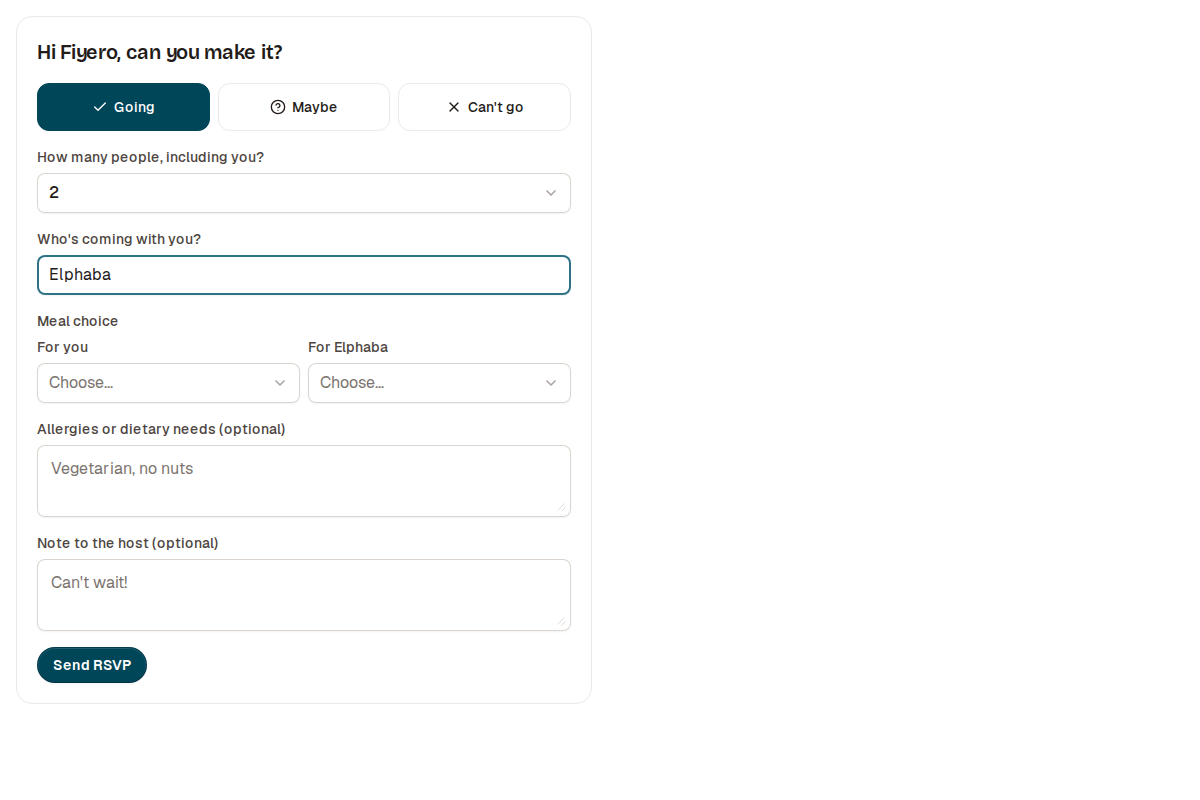 Hi Fiyero, can you make it?
Going
Maybe
Can't go
How many people, including you?
2
Who's coming with you?
Elphaba
Meal choice
For you
For Elphaba
Choose...
Choose...
Allergies or dietary needs (optional)
Vegetarian, no nuts
Note to the host (optional)
Can't wait!
Send RSVP